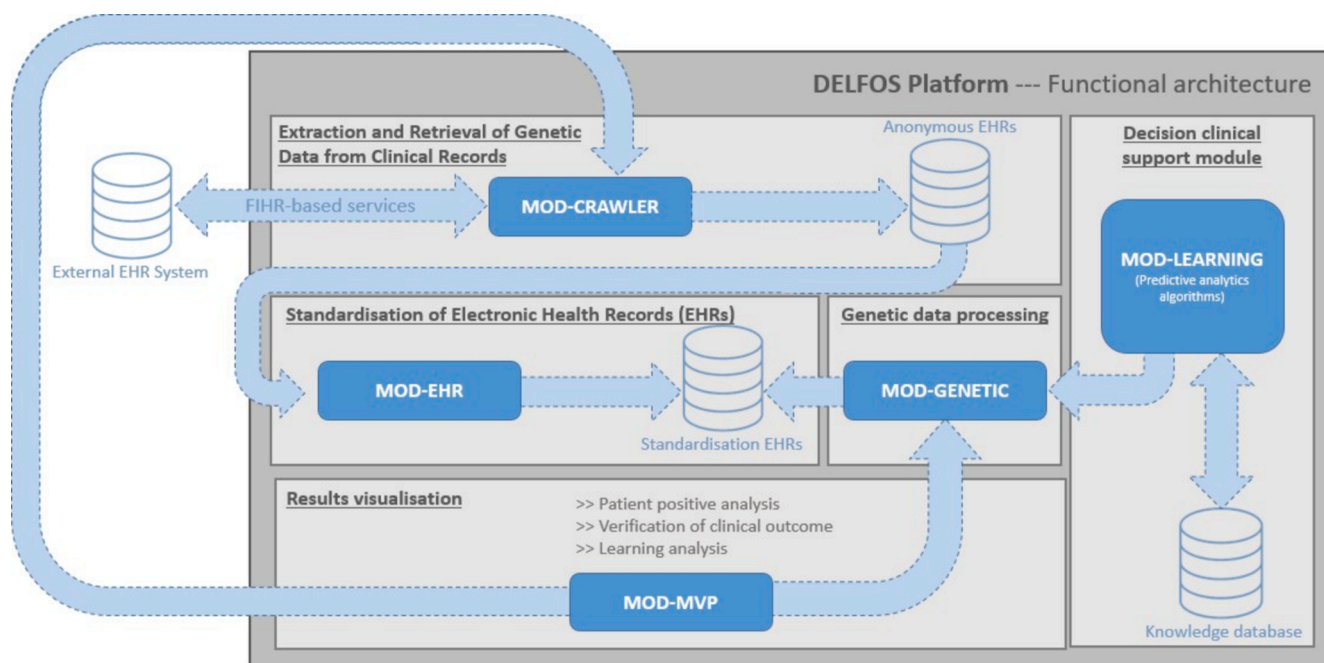 DELFOS Platform --- Functional architecture
Extraction and Retrieval of Genetic
Data from Clinical Records
Anonymous EHRs
Decision clinical
support module
FIHR-based services
MOD-CRAWLER
External EHR System
MOD-LEARNING
(Predictive analytics
algorithms)
Standardisation of Electronic Health Records (EHRs)
Genetic data processing
MOD-EHR
MOD-GENETIC
Standardisation EHRs
Results visualisation
>> Patient positive analysis
>> Verification of clinical outcome
>> Learning analysis
MOD-MVP
Knowledge database